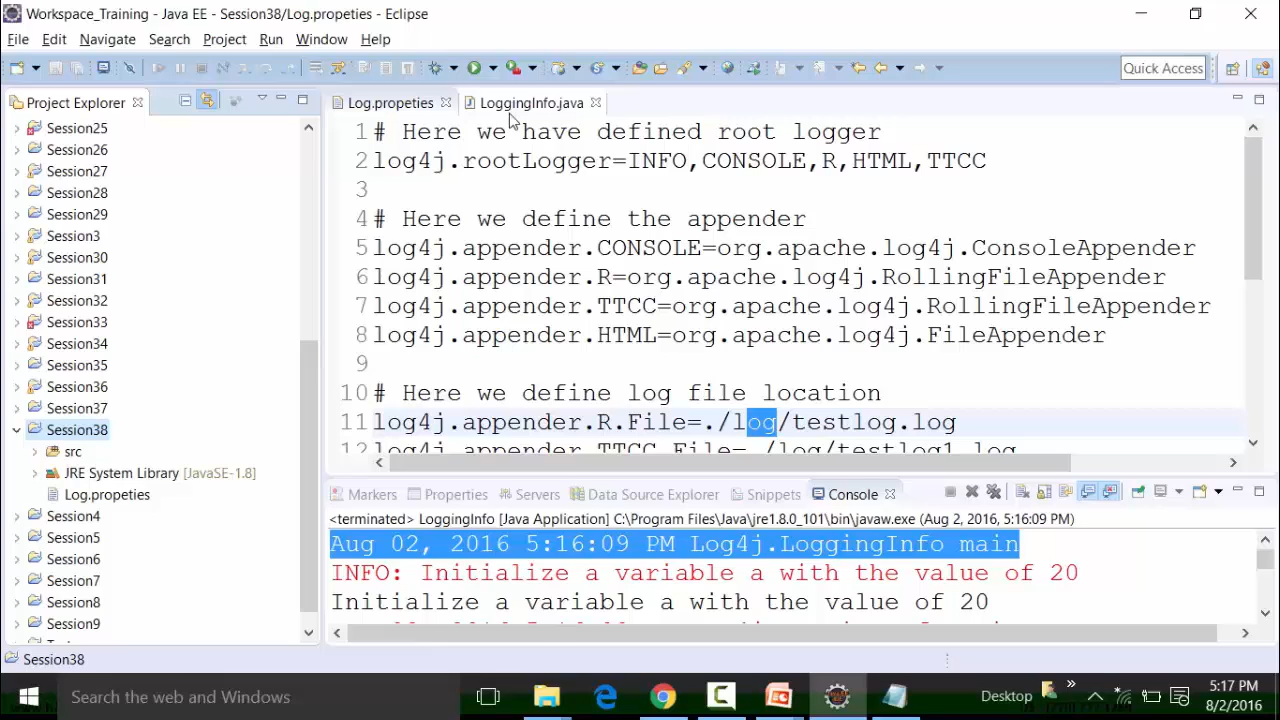 Workspace_Training - Java EE - Session38/Log.propeties - Eclipse
File Edit Navigate Search Project Run Window Help
Quick Access
Project Explorer
Session25
Session26
Session27
Session28
Session29
Session3
Session30
Session31
Session32
Session33
Session34
Session35
Session36
Session37
Session38
src
JRE System Library [JavaSE-1.8]
Log.propeties
Session4
Session5
Session6
Session7
Session8
Session9
Log.propeties LoggingInfo.java
1 # Here we have defined root logger
2 log4j.rootLogger=INFO,CONSOLE,R,HTML,TTCC
3
4 # Here we define the appender
5 log4j.appender.CONSOLE=org.apache.log4j.ConsoleAppender
6 log4j.appender.R=org.apache.log4j.RollingFileAppender
7 log4j.appender.TTCC=org.apache.log4j.RollingFileAppender
8 log4j.appender.HTML=org.apache.log4j.FileAppender
9
10 # Here we define log file location
11 log4j.appender.R.File=./log/testlog.log
12 log4j.appender.TTCC.File=./log/testlog1.log
Markers Properties Servers Data Source Explorer Snippets Console
<terminated> LoggingInfo [Java Application] C:\Program Files\Java\jre1.8.0_101\bin\javaw.exe (Aug 2, 2016, 5:16:09 PM)
Aug 02, 2016 5:16:09 PM Log4j.LoggingInfo main
INFO: Initialize a variable a with the value of 20
Initialize a variable a with the value of 20
Session38
Search the web and Windows
Desktop
5:17 PM
8/2/2016